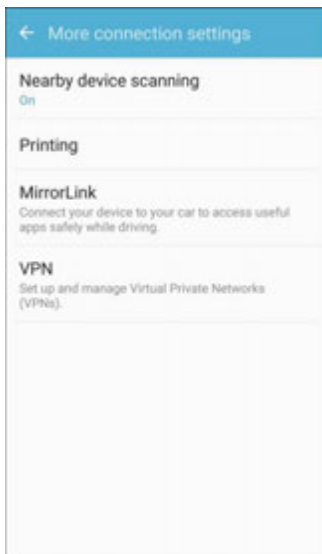 More connection settings
Nearby device scanning
On
Printing
MirrorLink
Connect your device to your car to access useful
apps safely while driving.
VPN
Set up and manage Virtual Private Networks
(VPNs).